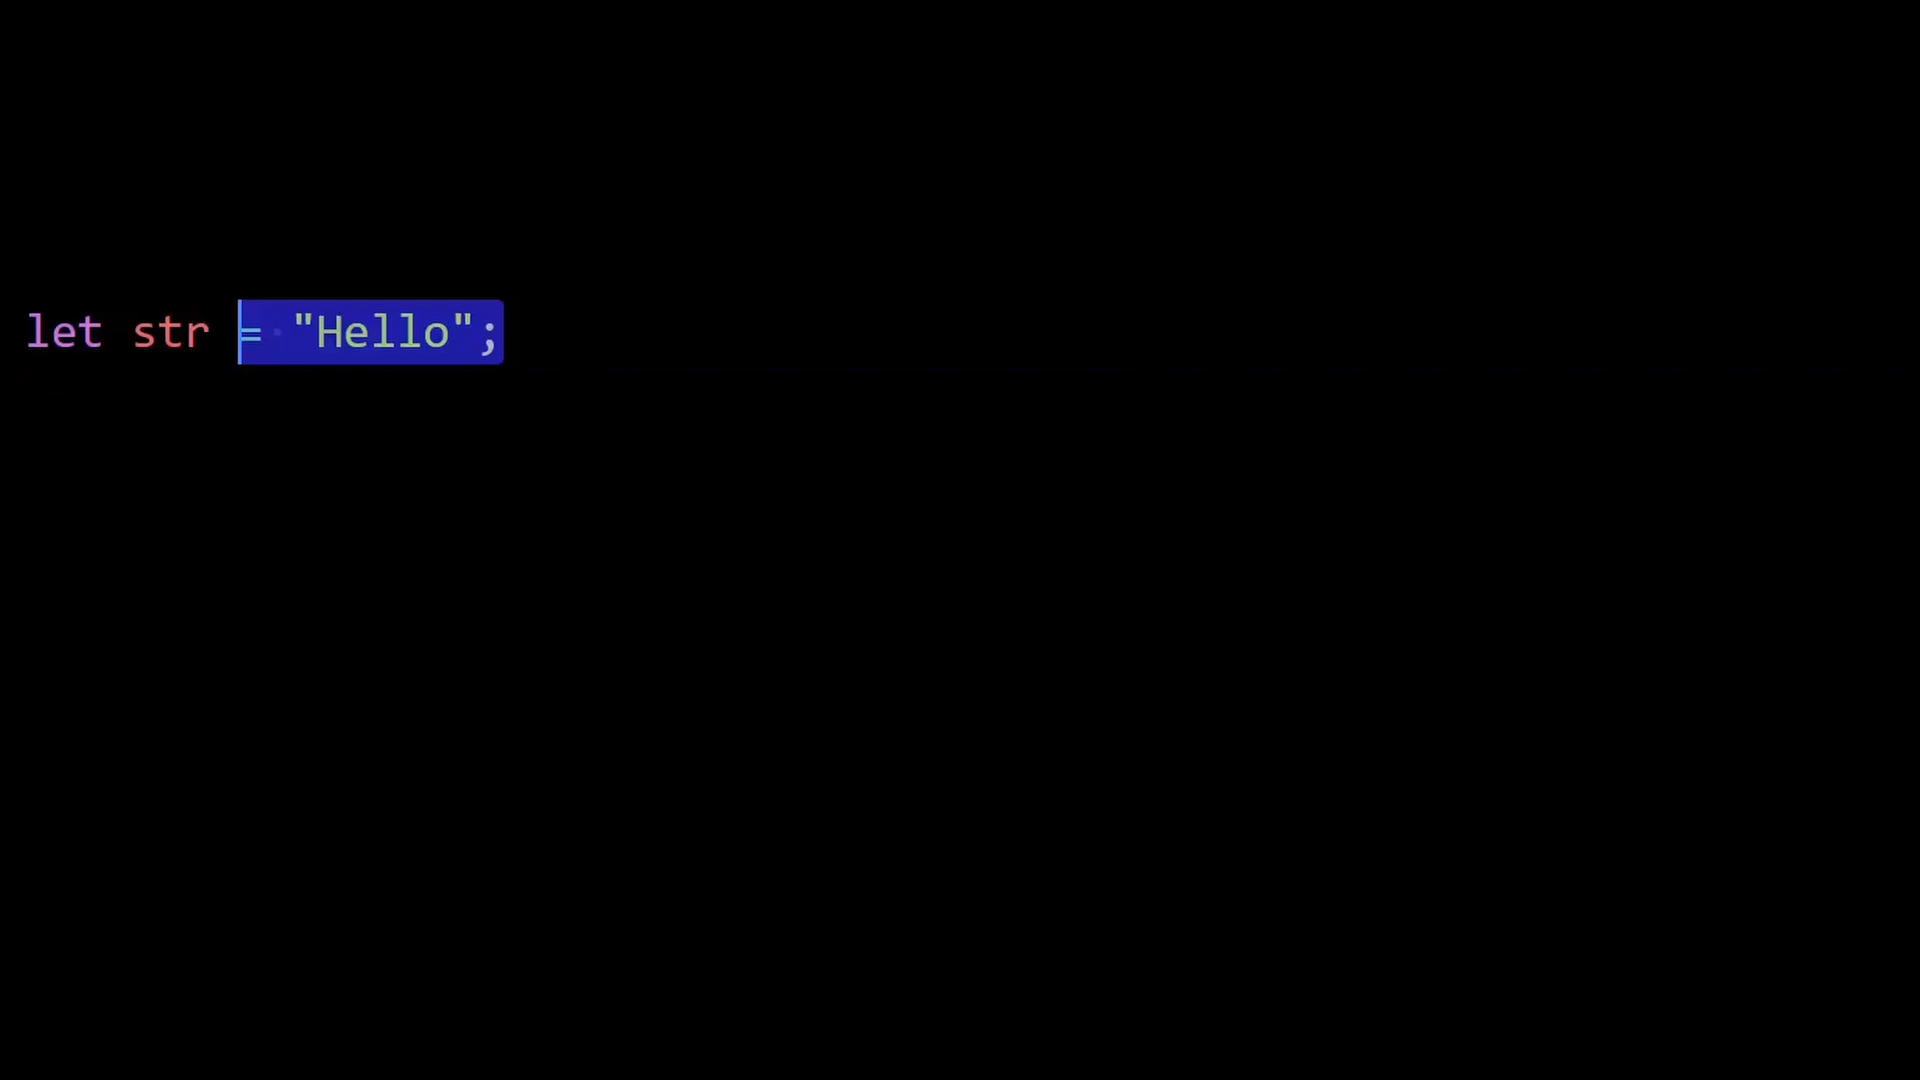 let str = "Hello";